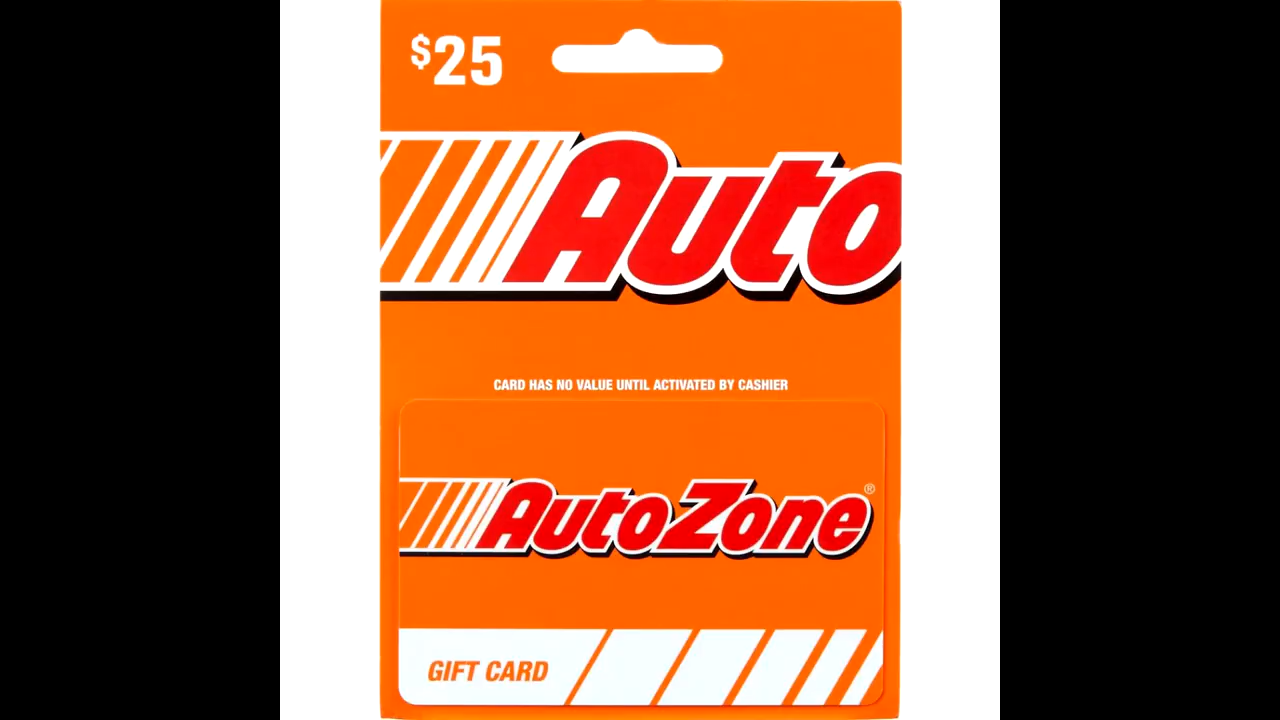 $25
Auto
CARD HAS NO VALUE UNTIL ACTIVATED BY CASHIER
AutoZone®
GIFT CARD